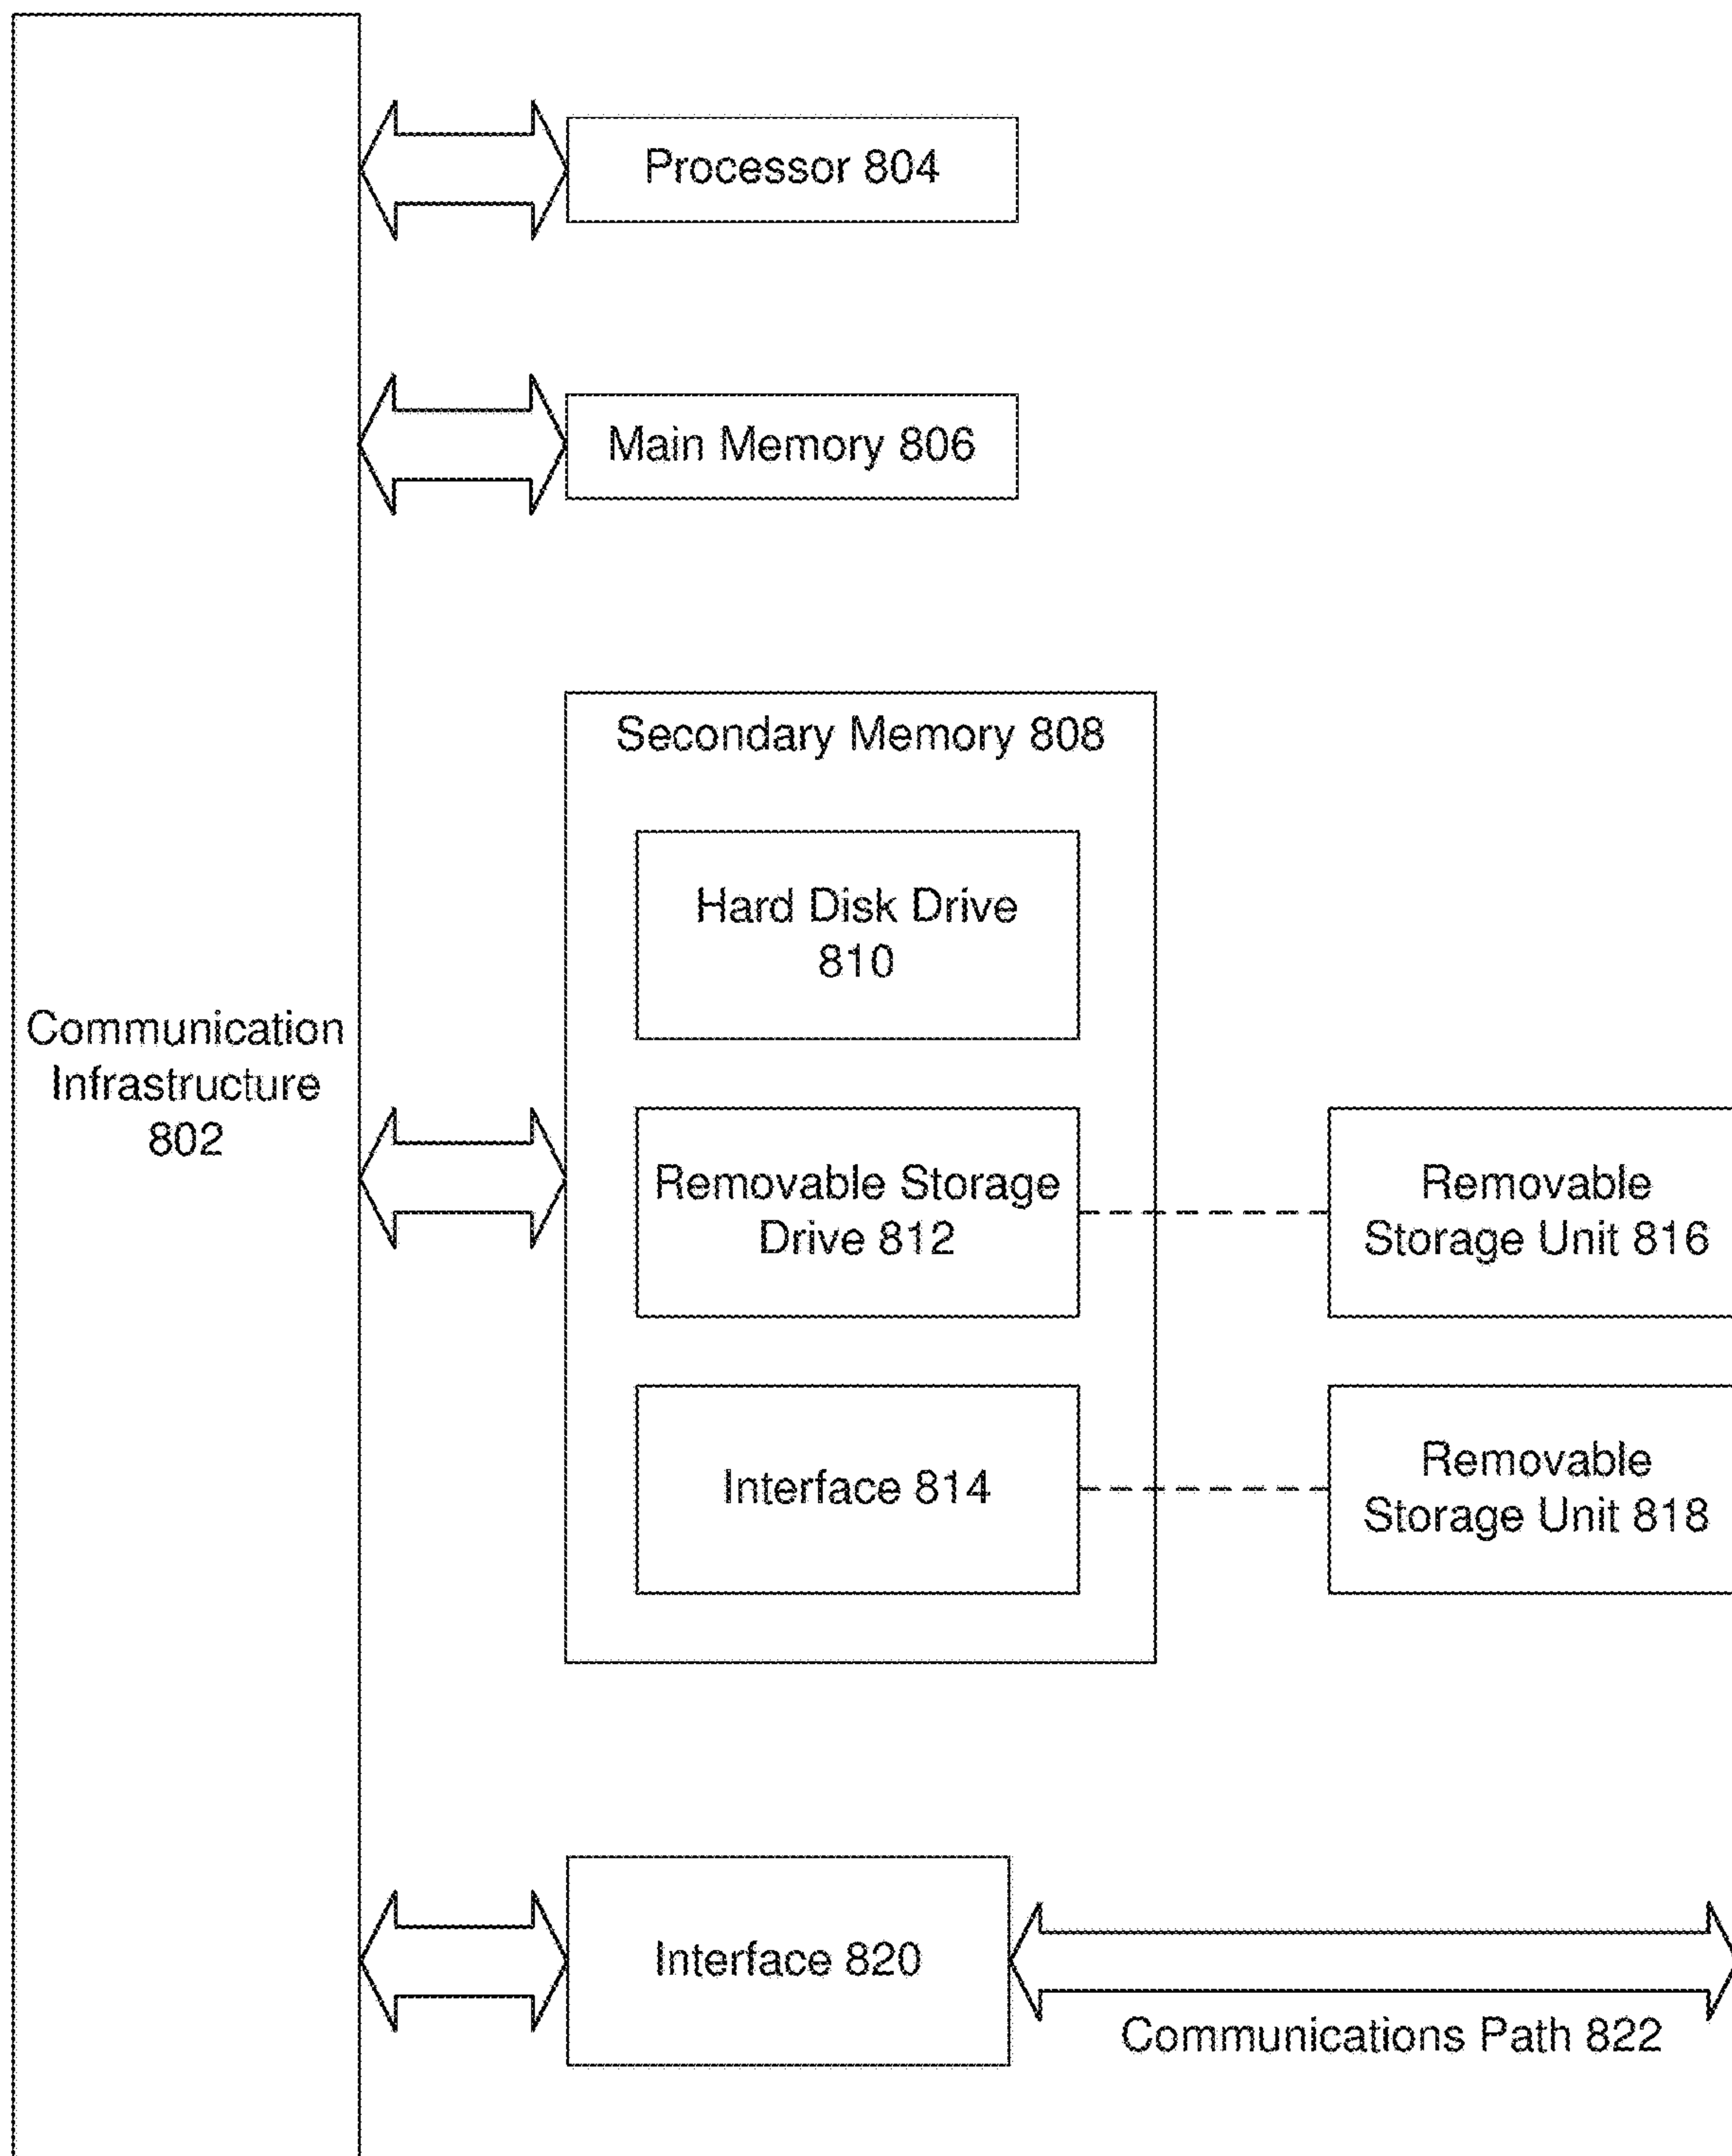 Processor 804
Main Memory 806
Secondary Memory 808
Hard Disk Drive
810
Communication
Infrastructure
802
Removable Storage
Drive 812
Removable
Storage Unit 816
Interface 814
Removable
Storage Unit 818
Interface 820
Communications Path 822